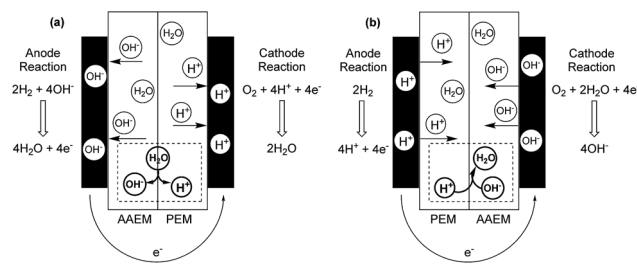 (a)
Anode
Reaction
2H₂ + 4OH⁻
4H₂O + 4e⁻
OH⁻
OH⁻
OH⁻
OH⁻
H₂O
H₂O
H⁺
H⁺
H⁺
H⁺
H₂O
OH⁻
H⁺
AAEM
PEM
e⁻
Cathode
Reaction
O₂ + 4H⁺ + 4e⁻
2H₂O
(b)
Anode
Reaction
2H₂
4H⁺ + 4e⁻
H⁺
H⁺
H⁺
H⁺
H₂O
H₂O
OH⁻
OH⁻
OH⁻
OH⁻
H₂O
H⁺
OH⁻
PEM
AAEM
e⁻
Cathode
Reaction
O₂ + 2H₂O + 4e⁻
4OH⁻